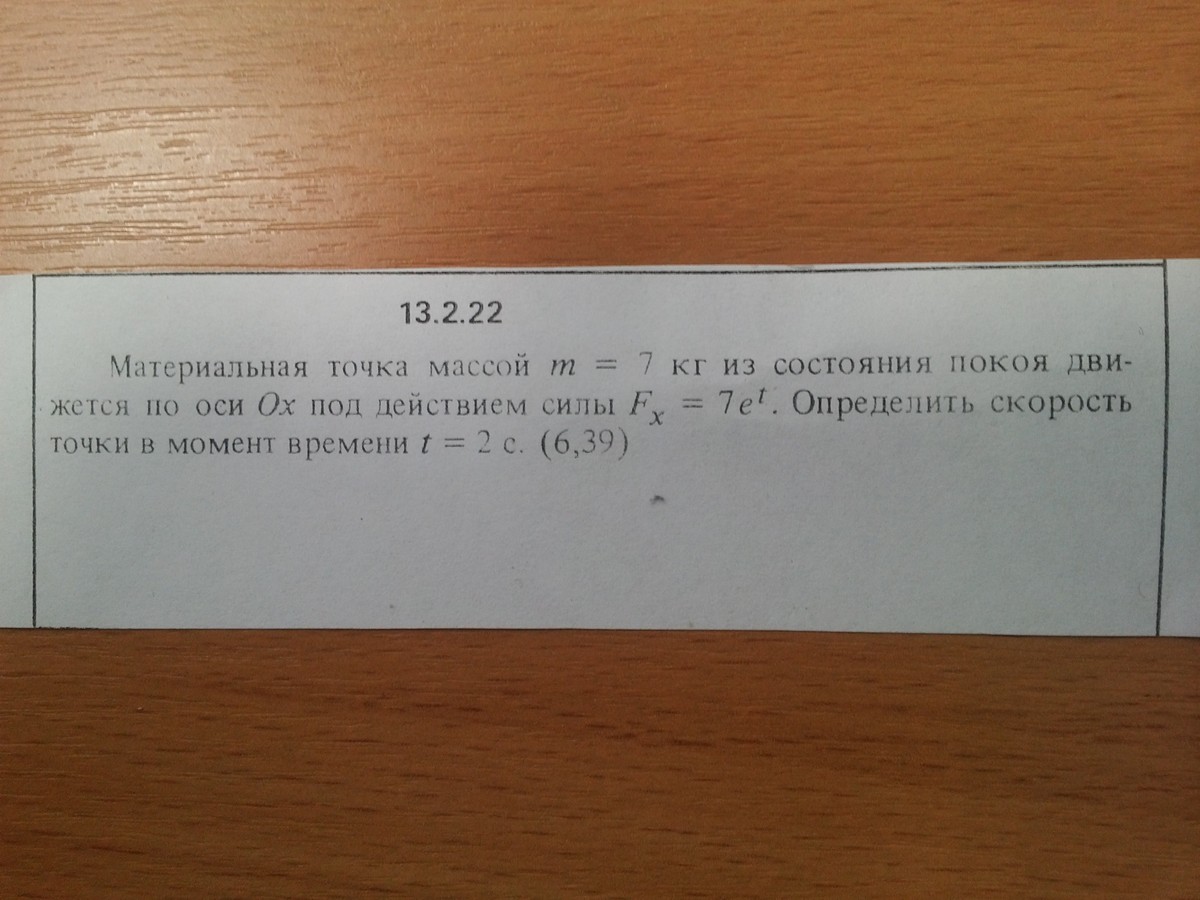 13.2.22
Материальная точка массой m = 7 кг из состояния покоя дви-
жется по оси Ox под действием силы Fₓ = 7eᵗ. Определить скорость
точки в момент времени t = 2 с. (6,39)